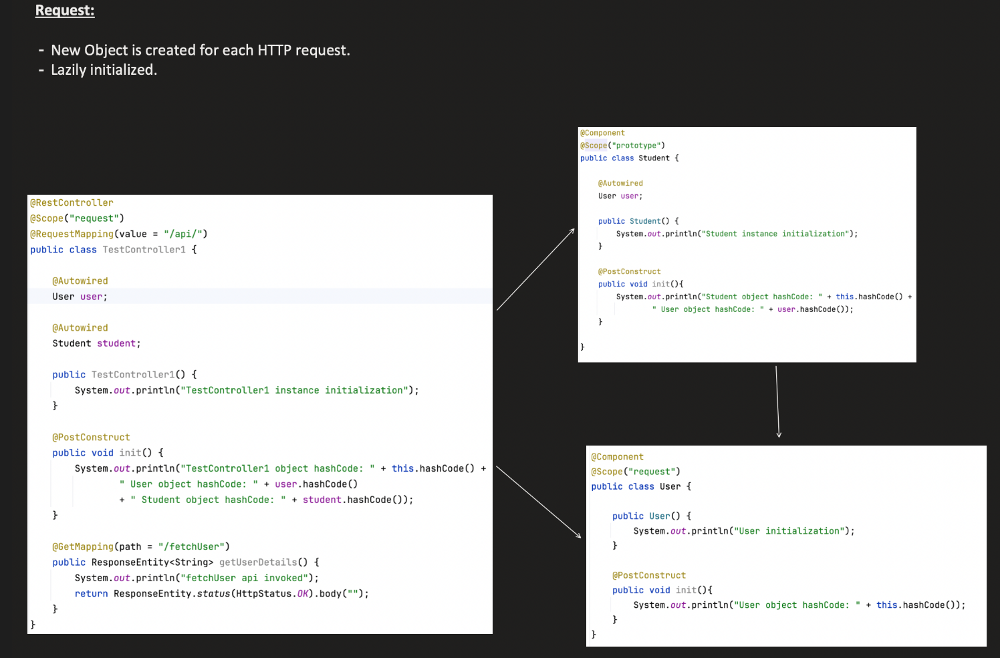 Request:
- New Object is created for each HTTP request.
- Lazily initialized.
@RestController
@Scope("request")
@RequestMapping(value = "/api/")
public class TestController1 {
@Autowired
User user;
@Autowired
Student student;
public TestController1() {
System.out.println("TestController1 instance initialization");
}
@PostConstruct
public void init() {
System.out.println("TestController1 object hashCode: " + this.hashCode() +
" User object hashCode: " + user.hashCode()
+ " Student object hashCode: " + student.hashCode());
}
@GetMapping(path = "/fetchUser")
public ResponseEntity<String> getUserDetails() {
System.out.println("fetchUser api invoked");
return ResponseEntity.status(HttpStatus.OK).body("");
}
}
@Component
@Scope("prototype")
public class Student {
@Autowired
User user;
public Student() {
System.out.println("Student instance initialization");
}
@PostConstruct
public void init(){
System.out.println("Student object hashCode: " + this.hashCode() +
" User object hashCode: " + user.hashCode());
}
}
@Component
@Scope("request")
public class User {
public User() {
System.out.println("User initialization");
}
@PostConstruct
public void init(){
System.out.println("User object hashCode: " + this.hashCode());
}
}